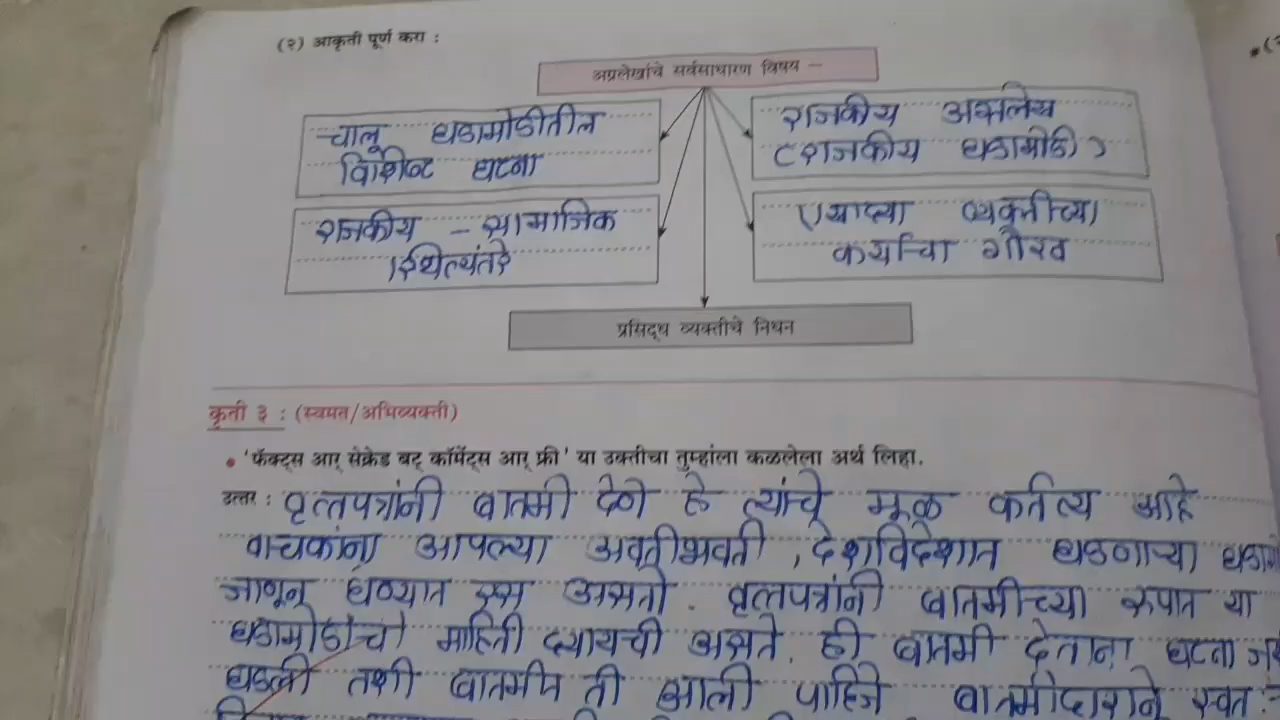 (२) आकृती पूर्ण करा :
अग्रलेखांचे सर्वसाधारण विषय –
चालू घडामोडीतील
विशिष्ट घटना
राजकीय
(राजकीय घडामोडी)
राजकीय – सामाजिक
स्थित्यंतरे
एखाद्या व्यक्तीच्या
कर्याचा गौरव
प्रसिद्ध व्यक्तीचे निधन
कृती ३ : (स्वमत/अभिव्यक्ती)
• 'फॅक्ट्स आर् सेक्रेड बट् कॉमेंट्स आर् फ्री' या उक्तीचा तुम्हांला कळलेला अर्थ लिहा.
उत्तर : वृत्तपत्रांनी बातमी देणे हे त्यांचे मूळ कर्तव्य आहे
वाचकांना आपल्या अवतीभवती , देशविदेशात घडणाऱ्या
जाणून घेण्यात रस असतो . वृत्तपत्रांनी बातमीच्या रुपात या
घडामोडींची माहिती द्यायची असते. ही बातमी देताना घटना
घडली तशी बातमीत ती आली पाहिजे बातमीदाराने